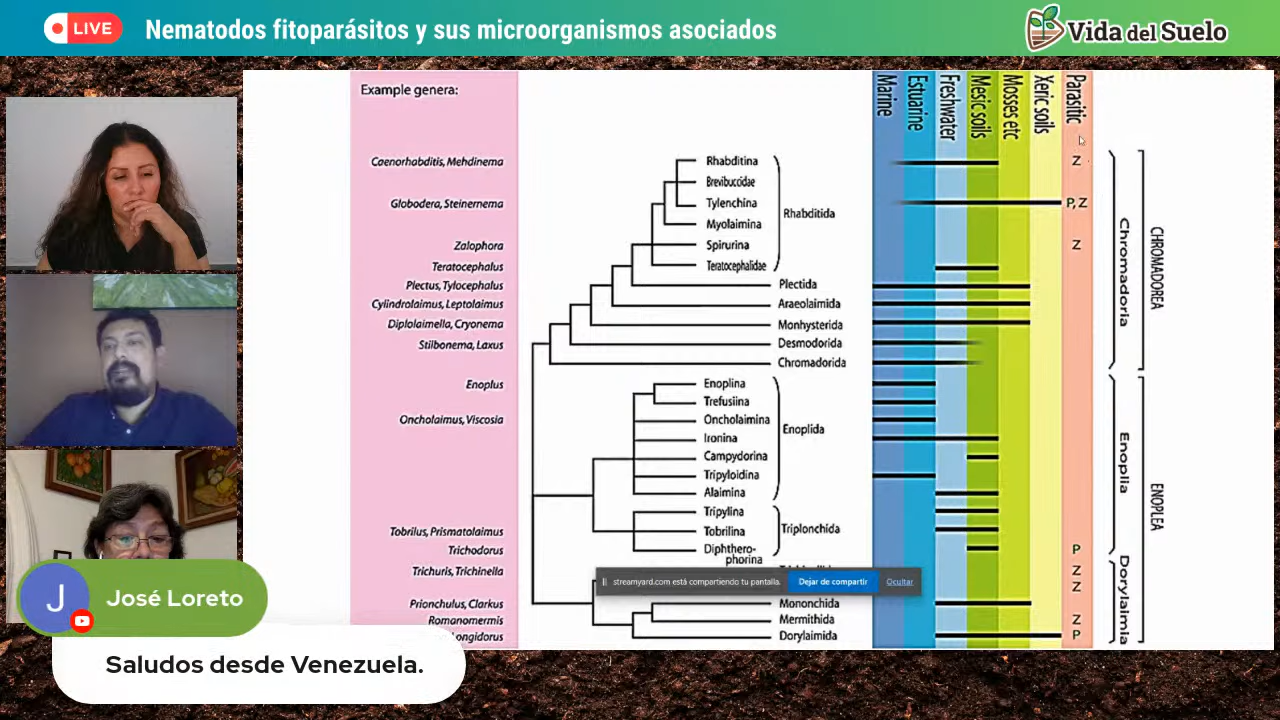 LIVE
Nematodos fitoparásitos y sus microorganismos asociados
Vida del Suelo
Example genera:
Marine
Estuarine
Freshwater
Mesic soils
Mosses etc
Xeric soils
Parasitic
Caenorhabditis, Mehdinema
Rhabditina
Z
Brevibuccidae
Globodera, Steinernema
Tylenchina
P, Z
Rhabditida
Myolaimina
Zalophora
Spirurina
Z
Teratocephalus
Teratocephalidae
Plectus, Tylocephalus
Plectida
Cylindrolaimus, Leptolaimus
Araeolaimida
Diplolaimella, Cryonema
Monhysterida
Stilbonema, Laxus
Desmodorida
Chromadorida
Chromadoria
CHROMADOREA
Enoplus
Enoplina
Trefusiina
Oncholaimus, Viscosia
Oncholaimina
Enoplida
Ironina
Campydorina
Tripyloidina
Alaimina
Enoplia
ENOPLEA
Tripylina
Tobrilus, Prismatolaimus
Tobrilina
Triplonchida
Trichodorus
Diphthero-
phorina
P
Trichuris, Trichinella
Z
streamyard.com está compartiendo tu pantalla.
Dejar de compartir
Ocultar
Z
Prionchulus, Clarkus
Mononchida
Romanomermis
Mermithida
Z
Longidorus
Dorylaimida
P
Dorylaimia
J
José Loreto
Saludos desde Venezuela.